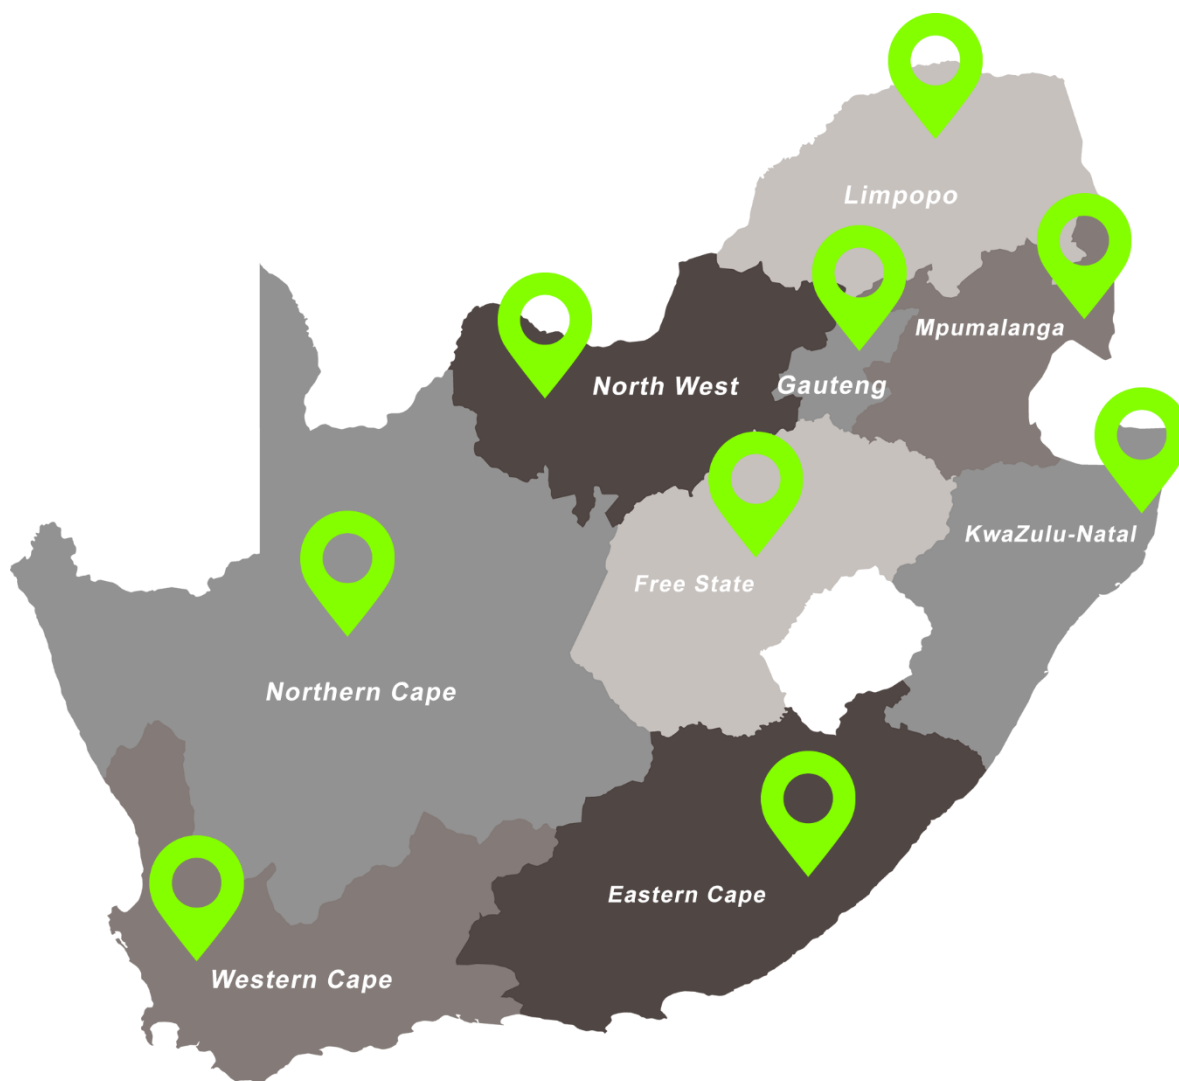 Limpopo
Mpumalanga
North West
Gauteng
KwaZulu-Natal
Free State
Northern Cape
Eastern Cape
Western Cape